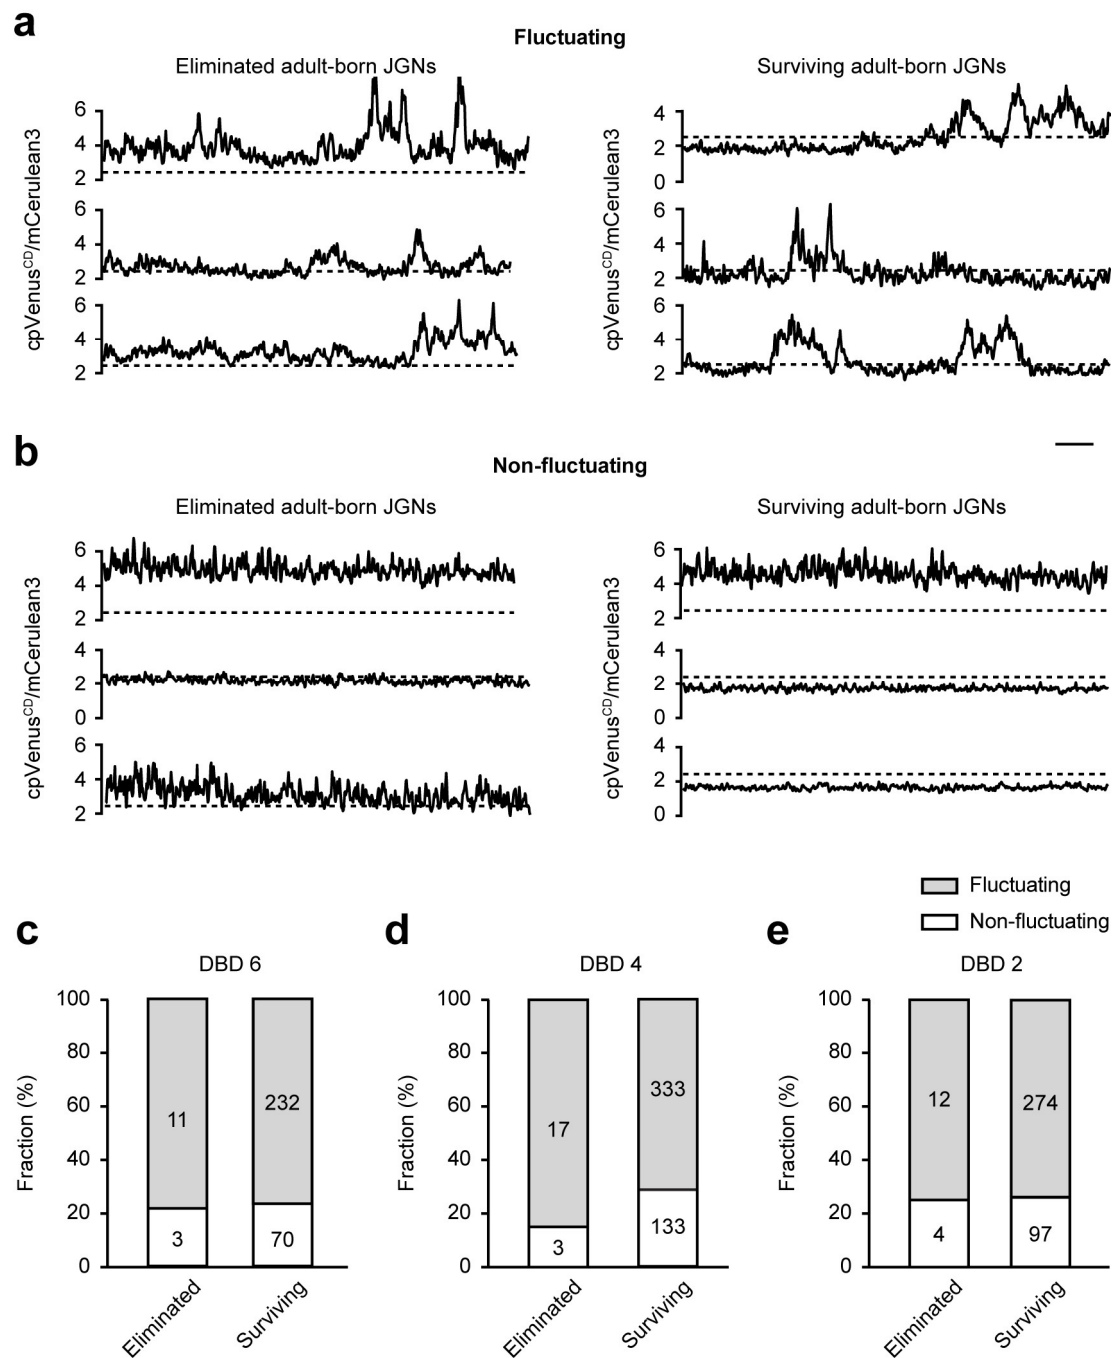 a
Fluctuating
Eliminated adult-born JGNs
Surviving adult-born JGNs
cpVenusCD/mCerulean3
6
4
2
6
4
2
6
4
2
cpVenusCD/mCerulean3
4
2
0
6
4
2
6
4
2
b
Non-fluctuating
Eliminated adult-born JGNs
Surviving adult-born JGNs
cpVenusCD/mCerulean3
6
4
2
4
2
0
6
4
2
cpVenusCD/mCerulean3
6
4
2
4
2
0
4
2
0
Fluctuating
Non-fluctuating
c
DBD 6
Fraction (%)
100
80
60
40
20
0
11
232
3
70
Eliminated
Surviving
d
DBD 4
Fraction (%)
100
80
60
40
20
0
17
333
3
133
Eliminated
Surviving
e
DBD 2
Fraction (%)
100
80
60
40
20
0
12
274
4
97
Eliminated
Surviving